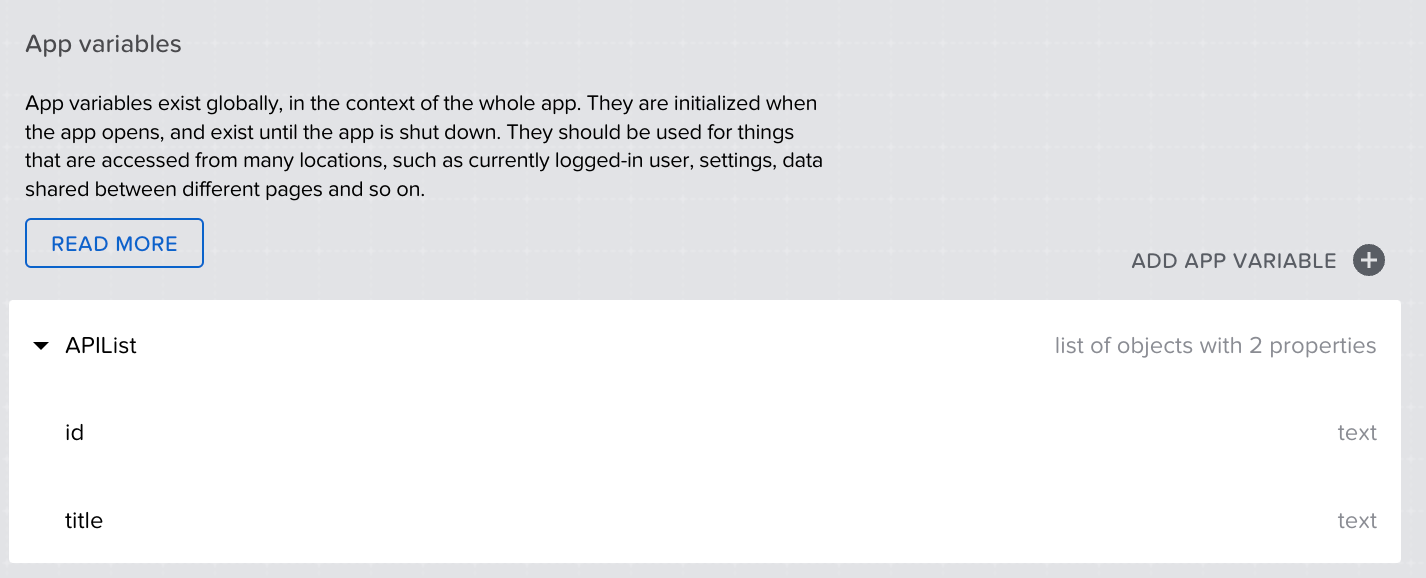 App variables
App variables exist globally, in the context of the whole app. They are initialized when
the app opens, and exist until the app is shut down. They should be used for things
that are accessed from many locations, such as currently logged-in user, settings, data
shared between different pages and so on.
READ MORE
ADD APP VARIABLE
APIList list of objects with 2 properties
id text
title text